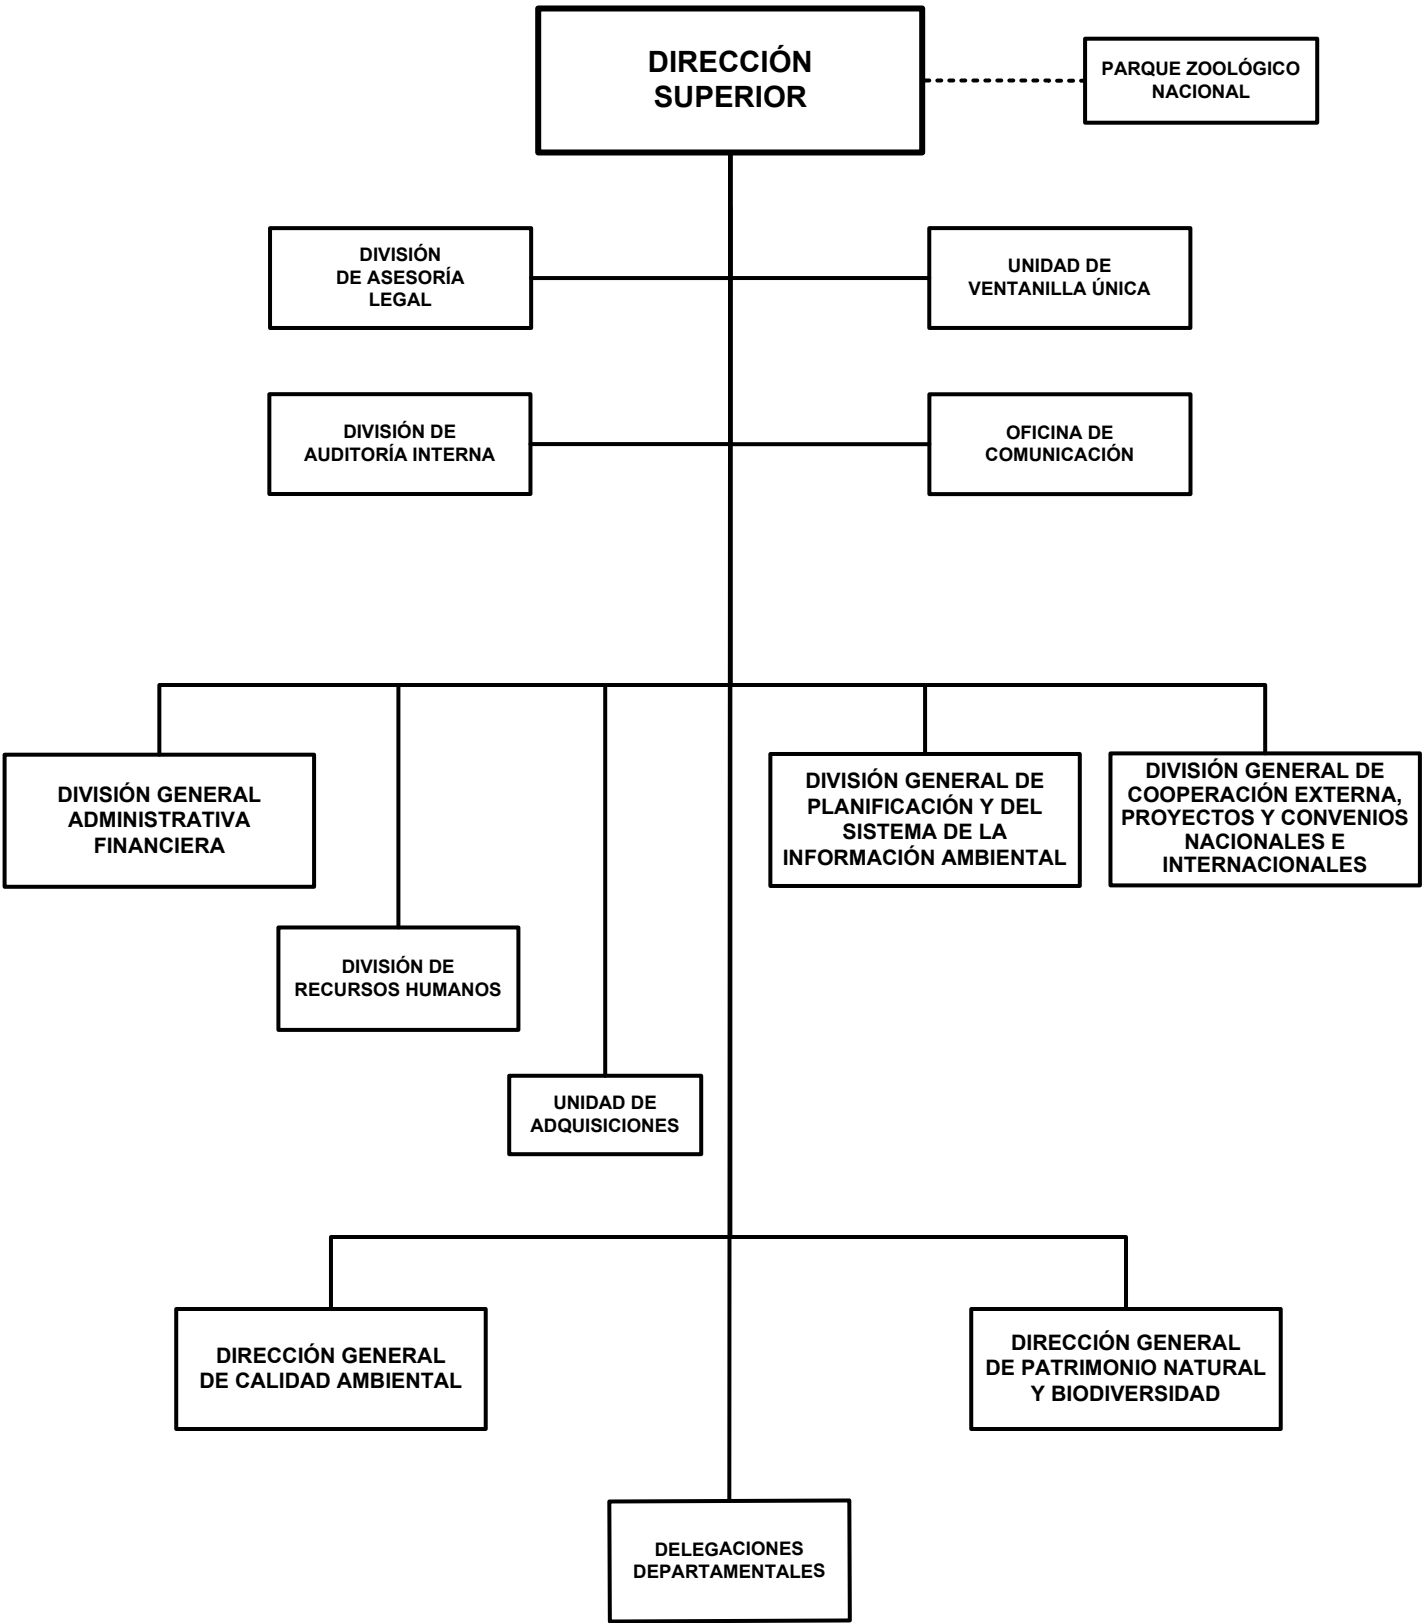 DIRECCIÓN
SUPERIOR
PARQUE ZOOLÓGICO
NACIONAL
DIVISIÓN
DE ASESORÍA
LEGAL
UNIDAD DE
VENTANILLA ÚNICA
DIVISIÓN DE
AUDITORÍA INTERNA
OFICINA DE
COMUNICACIÓN
DIVISIÓN GENERAL
ADMINISTRATIVA
FINANCIERA
DIVISIÓN GENERAL DE
PLANIFICACIÓN Y DEL
SISTEMA DE LA
INFORMACIÓN AMBIENTAL
DIVISIÓN GENERAL DE
COOPERACIÓN EXTERNA,
PROYECTOS Y CONVENIOS
NACIONALES E
INTERNACIONALES
DIVISIÓN DE
RECURSOS HUMANOS
UNIDAD DE
ADQUISICIONES
DIRECCIÓN GENERAL
DE CALIDAD AMBIENTAL
DIRECCIÓN GENERAL
DE PATRIMONIO NATURAL
Y BIODIVERSIDAD
DELEGACIONES
DEPARTAMENTALES